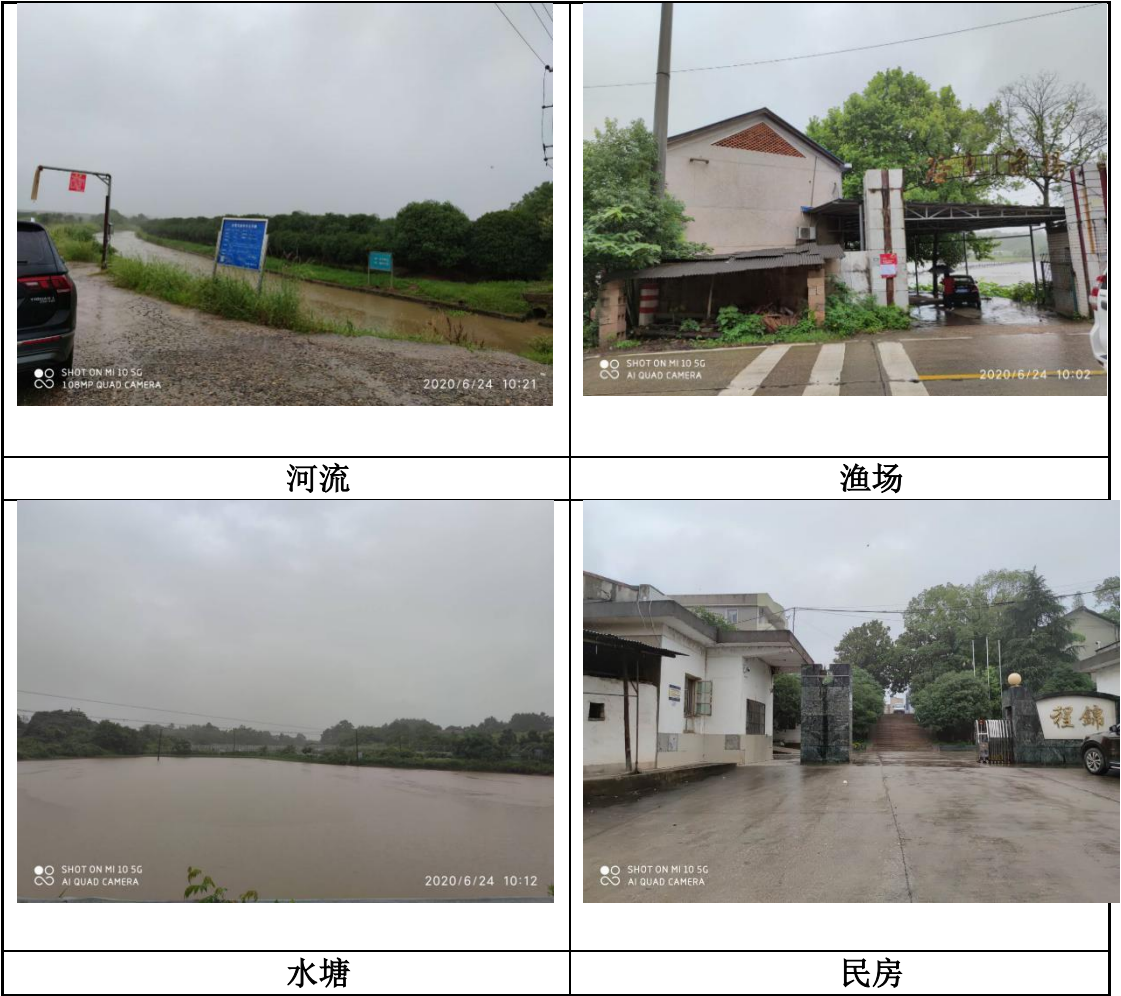 SHOT ON MI 10 5G
108MP QUAD CAMERA
2020/6/24 10:21
SHOT ON MI 10 5G
AI QUAD CAMERA
2020/6/24 10:02
河流
渔场
SHOT ON MI 10 5G
AI QUAD CAMERA
2020/6/24 10:12
SHOT ON MI 10 5G
AI QUAD CAMERA
程錦
水塘
民房